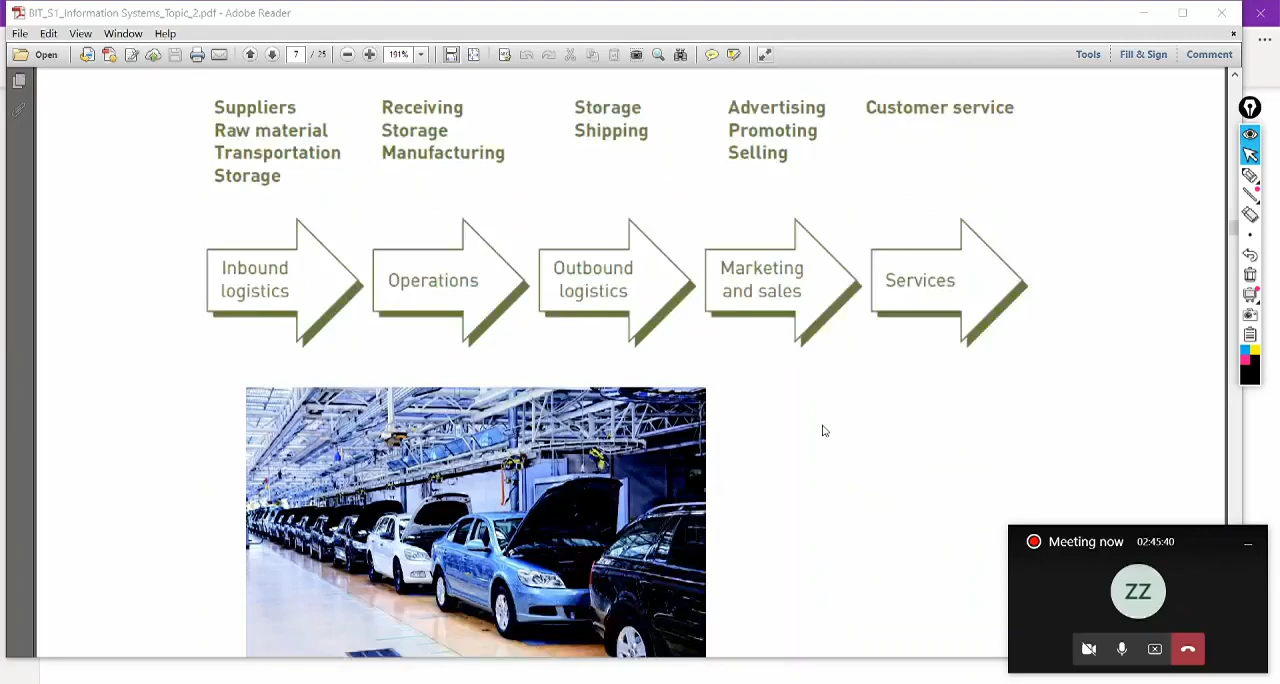 BIT_S1_Information Systems_Topic_2.pdf - Adobe Reader
File Edit View Window Help
Open 7 / 25 191% Tools Fill & Sign Comment
Suppliers
Raw material
Transportation
Storage
Receiving
Storage
Manufacturing
Storage
Shipping
Advertising
Promoting
Selling
Customer service
Inbound
logistics
Operations
Outbound
logistics
Marketing
and sales
Services
Meeting now 02:45:40
ZZ